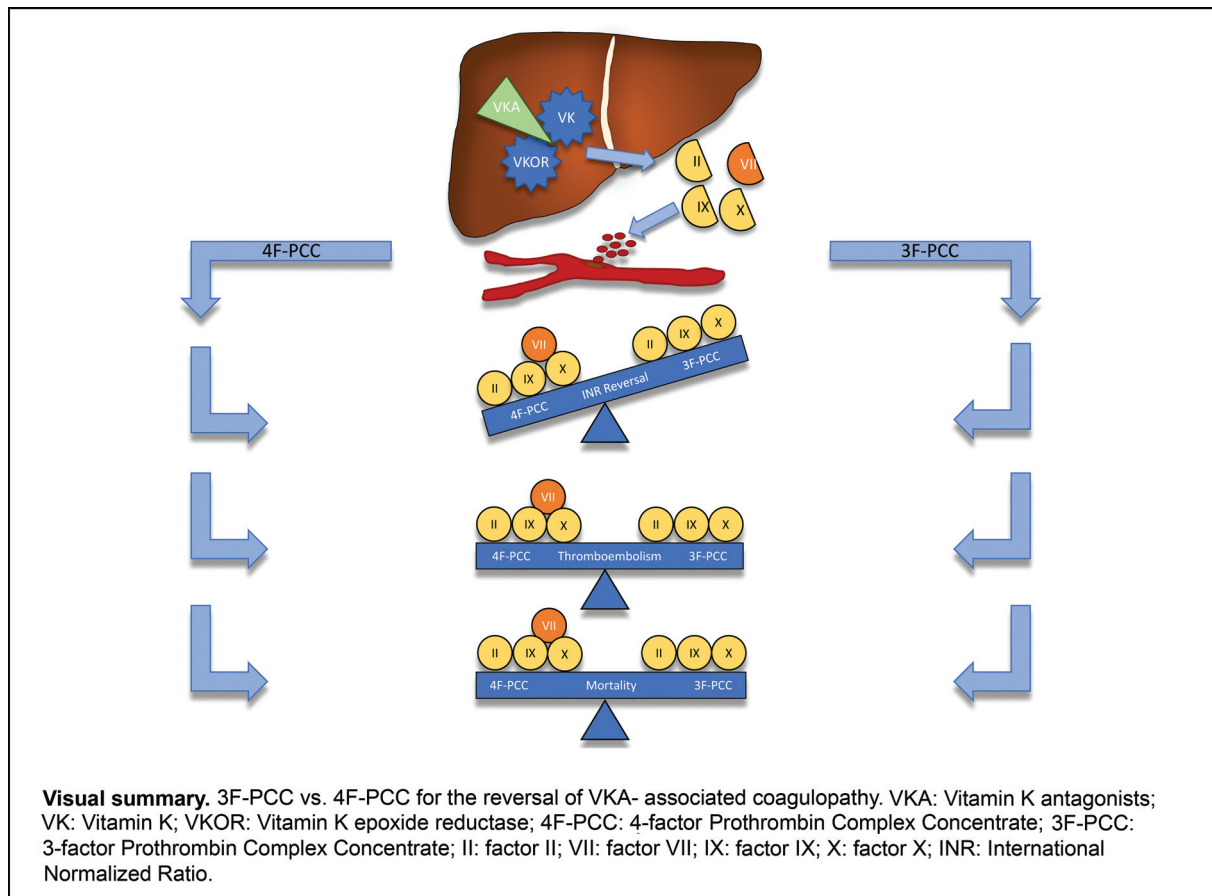 VKA
VK
VKOR
II
VII
IX
X
4F-PCC
3F-PCC
VII
II
IX
X
II
IX
X
4F-PCC
INR Reversal
3F-PCC
VII
II
IX
X
II
IX
X
4F-PCC Thromboembolism 3F-PCC
VII
II
IX
X
II
IX
X
4F-PCC Mortality 3F-PCC
Visual summary. 3F-PCC vs. 4F-PCC for the reversal of VKA- associated coagulopathy. VKA: Vitamin K antagonists;
VK: Vitamin K; VKOR: Vitamin K epoxide reductase; 4F-PCC: 4-factor Prothrombin Complex Concentrate; 3F-PCC:
3-factor Prothrombin Complex Concentrate; II: factor II; VII: factor VII; IX: factor IX; X: factor X; INR: International
Normalized Ratio.